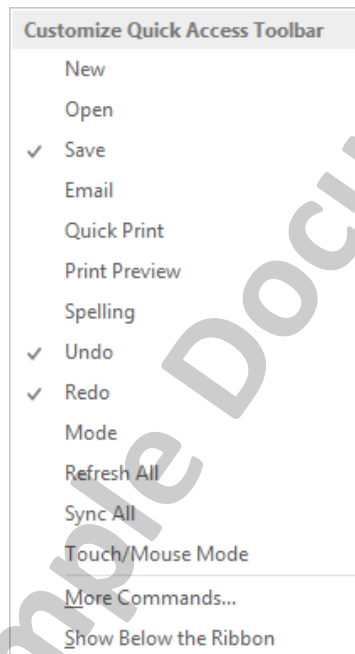 Customize Quick Access Toolbar
New
Open
Save
Email
Quick Print
Print Preview
Spelling
Undo
Redo
Mode
Refresh All
Sync All
Touch/Mouse Mode
More Commands...
Show Below the Ribbon